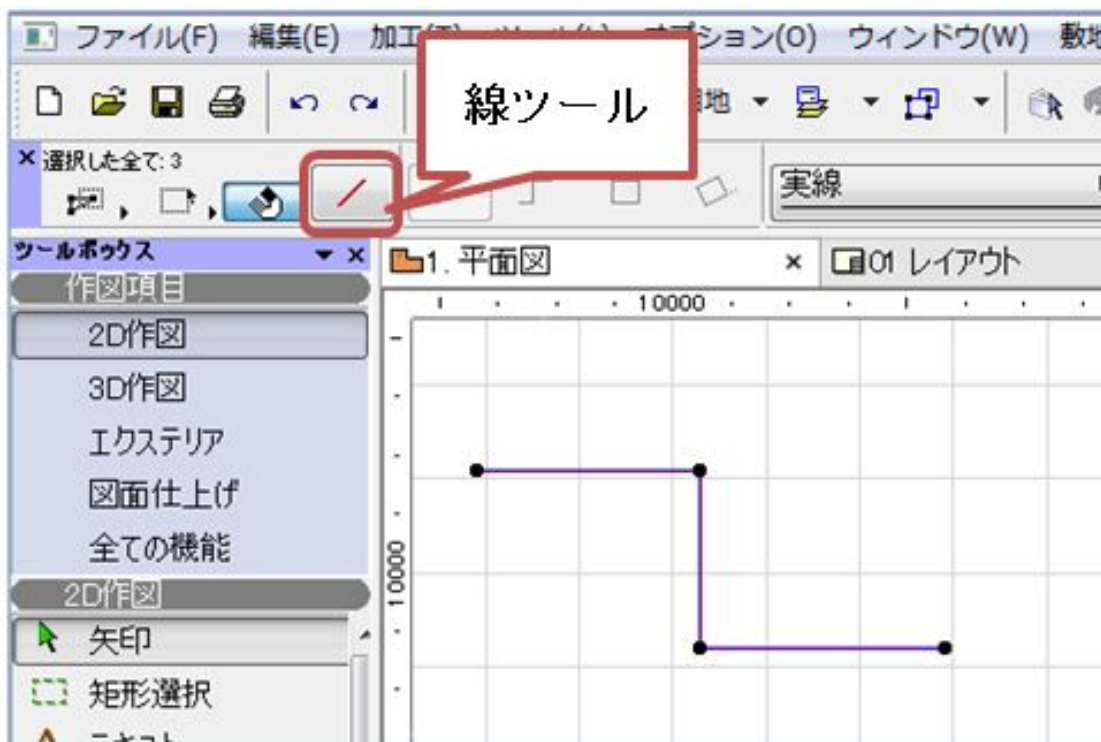 ファイル(F) 編集(E) オプション(O) ウィンドウ(W) 敷地
線ツール
選択した全て: 3
実線
ツールボックス
1. 平面図
01 レイアウト
作図項目
10000
2D作図
3D作図
エクステリア
図面仕上げ
全ての機能
10000
2D作図
矢印
矩形選択